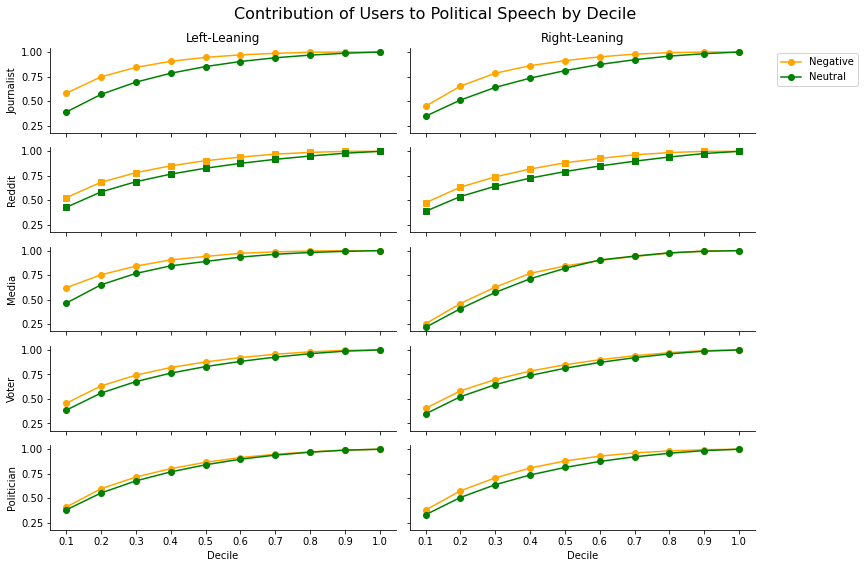 Contribution of Users to Political Speech by Decile
Left-Leaning
Right-Leaning
Negative
Neutral
Journalist
1.00
0.75
0.50
0.25
Reddit
1.00
0.75
0.50
0.25
Media
1.00
0.75
0.50
0.25
Voter
1.00
0.75
0.50
0.25
Politician
1.00
0.75
0.50
0.25
0.1 0.2 0.3 0.4 0.5 0.6 0.7 0.8 0.9 1.0
Decile
0.1 0.2 0.3 0.4 0.5 0.6 0.7 0.8 0.9 1.0
Decile